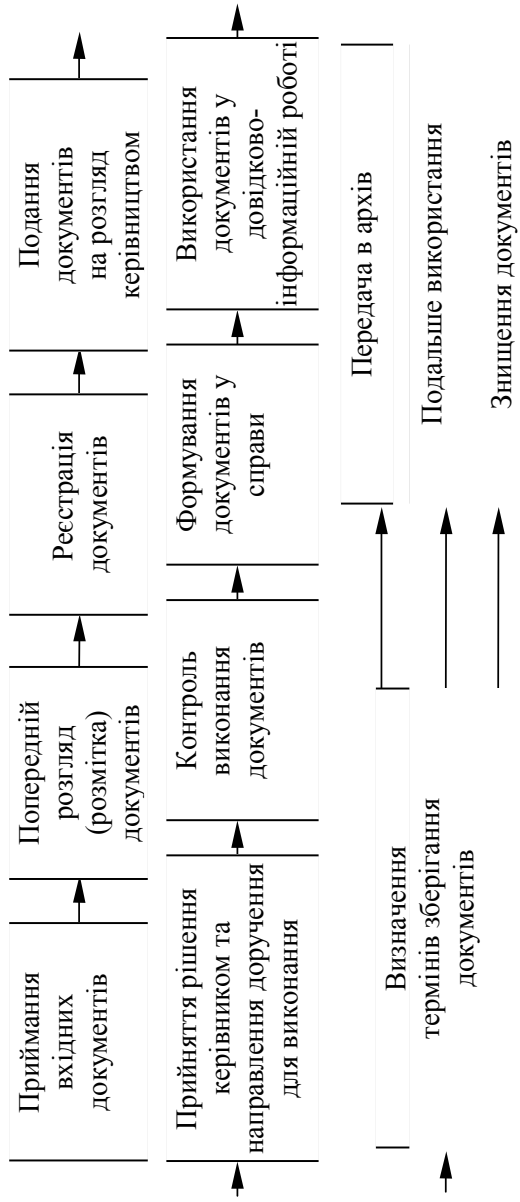 Приймання
вхідних
документів
Попередній
розгляд
(розмітка)
документів
Реєстрація
документів
Подання
документів
на розгляд
керівництвом
Прийняття рішення
керівником та
направлення доручення
для виконання
Контроль
виконання
документів
Формування
документів у
справи
Використання
документів у
довідково-
інформаційній роботі
Визначення
термінів зберігання
документів
Передача в архів
Подальше використання
Знищення документів